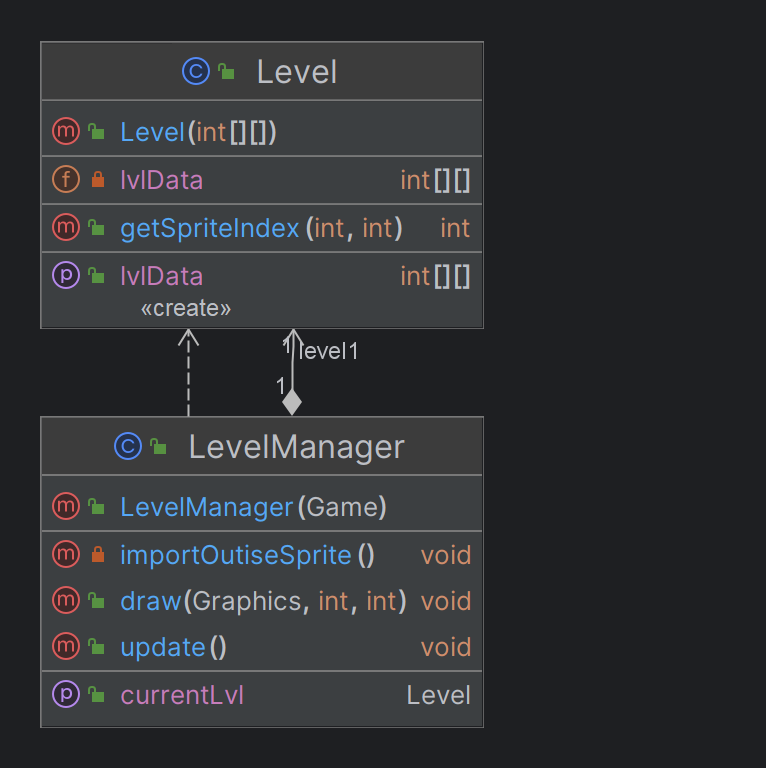 C Level
m Level(int[][])
f lvlData int[][]
m getSpriteIndex(int, int) int
p lvlData int[][]
«create»
1 level1
1
C LevelManager
m LevelManager(Game)
m importOutiseSprite() void
m draw(Graphics, int, int) void
m update() void
p currentLvl Level